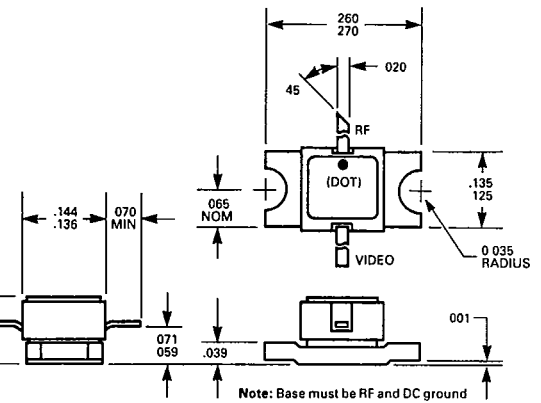 260
270
020
45
RF
(DOT)
.135
125
065
NOM
.144
.136
070
MIN
0 035
RADIUS
VIDEO
071
059
.039
001
Note: Base must be RF and DC ground